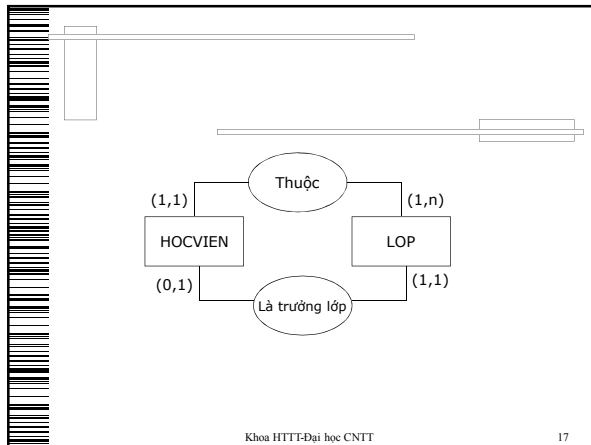 Thuộc
(1,1)
(1,n)
HOCVIEN
LOP
(0,1)
(1,1)
Là trưởng lớp
Khoa HTTT-Đại học CNTT
17